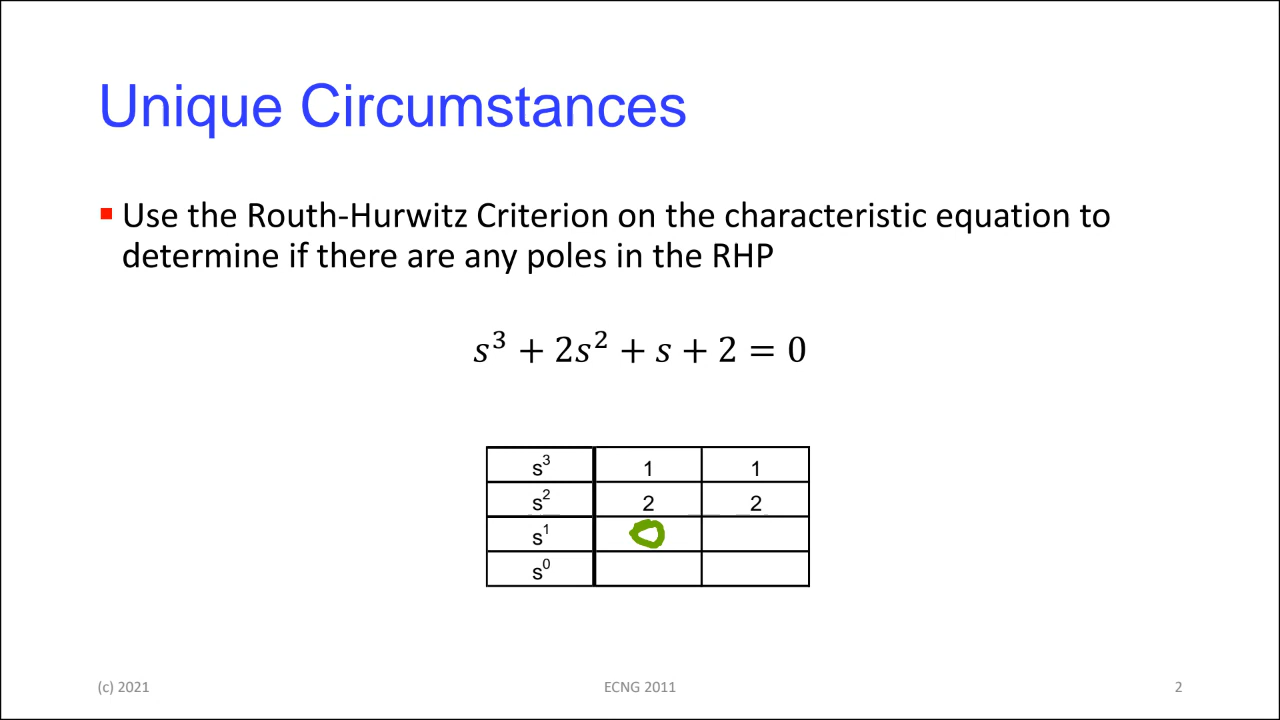 Unique Circumstances
▪ Use the Routh-Hurwitz Criterion on the characteristic equation to
determine if there are any poles in the RHP
s³ + 2s² + s + 2 = 0
s³ 1 1
s² 2 2
s¹ 0
s⁰
(c) 2021 ECNG 2011 2